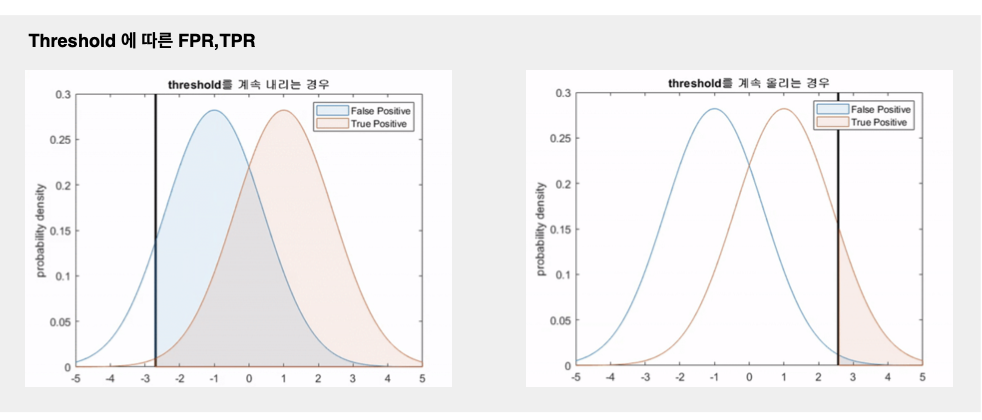 Threshold 에 따른 FPR,TPR
threshold를 계속 내리는 경우
0.3
0.25
0.2
0.15
0.1
0.05
0
probability density
False Positive
True Positive
-5 -4 -3 -2 -1 0 1 2 3 4 5
threshold를 계속 올리는 경우
0.3
0.25
0.2
0.15
0.1
0.05
0
probability density
False Positive
True Positive
-5 -4 -3 -2 -1 0 1 2 3 4 5